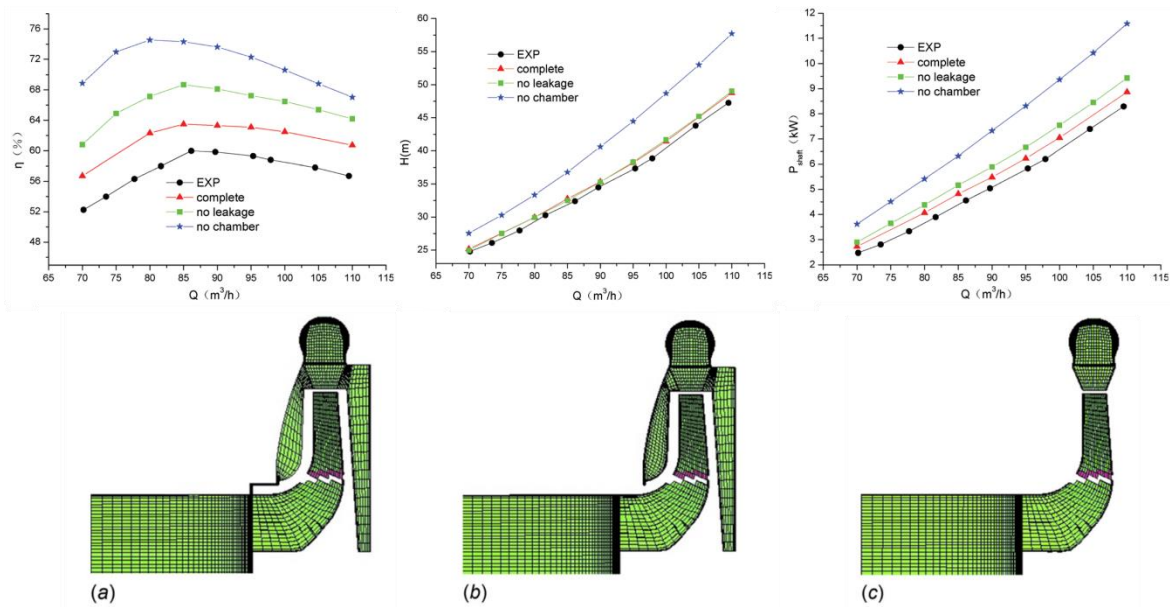 η (%)
76
72
68
64
60
56
52
48
EXP
complete
no leakage
no chamber
65 70 75 80 85 90 95 100 105 110 115
Q (m³/h)
H(m)
60
55
50
45
40
35
30
25
EXP
complete
no leakage
no chamber
65 70 75 80 85 90 95 100 105 110 115
Q (m³/h)
P shaft (kW)
12
11
10
9
8
7
6
5
4
3
2
EXP
complete
no leakage
no chamber
65 70 75 80 85 90 95 100 105 110 115
Q (m³/h)
(a)
(b)
(c)